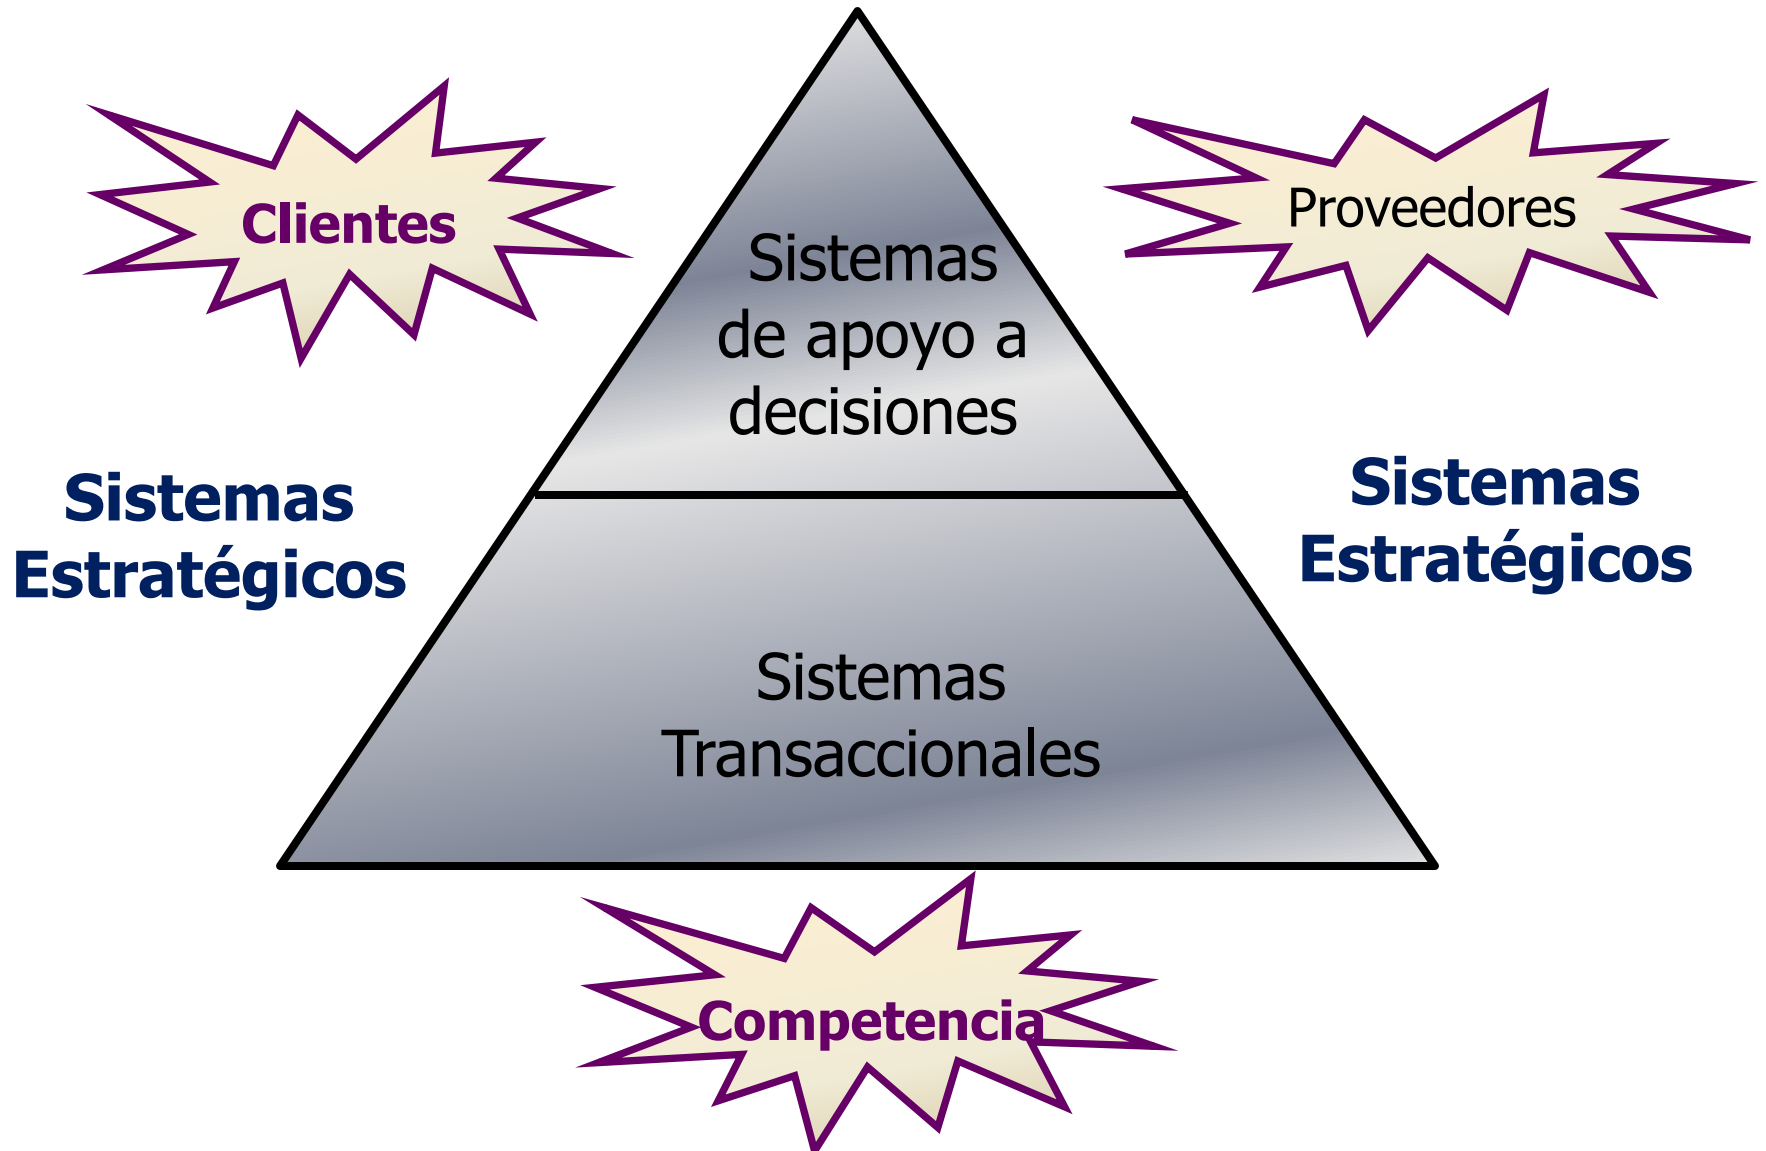 Clientes
Proveedores
Sistemas
de apoyo a
decisiones
Sistemas
Estratégicos
Sistemas
Estratégicos
Sistemas
Transaccionales
Competencia